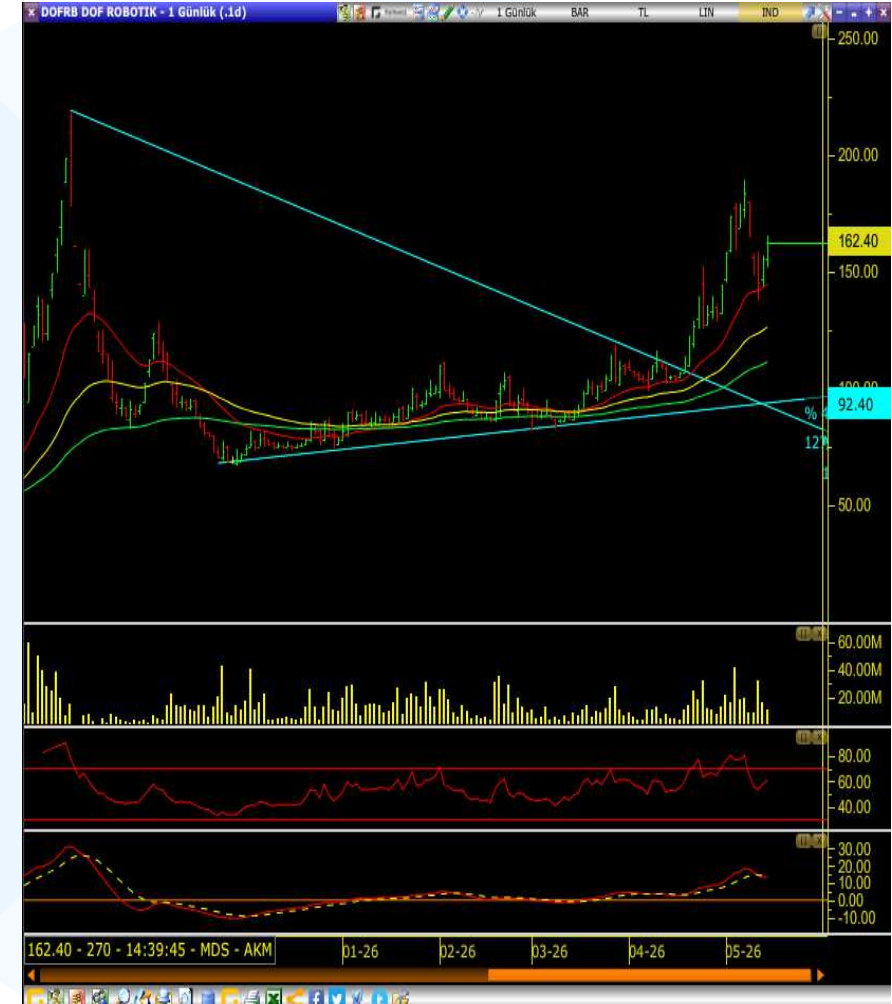 DOFRB DOF ROBOTIK - 1 Günlük (.1d)
1 Günlük BAR TL LIN IND
250.00
200.00
162.40
150.00
100.00
92.40
%
127
50.00
60.00M
40.00M
20.00M
80.00
60.00
40.00
30.00
20.00
10.00
0.00
-10.00
162.40 - 270 - 14:39:45 - MDS - AKM
01-26 02-26 03-26 04-26 05-26